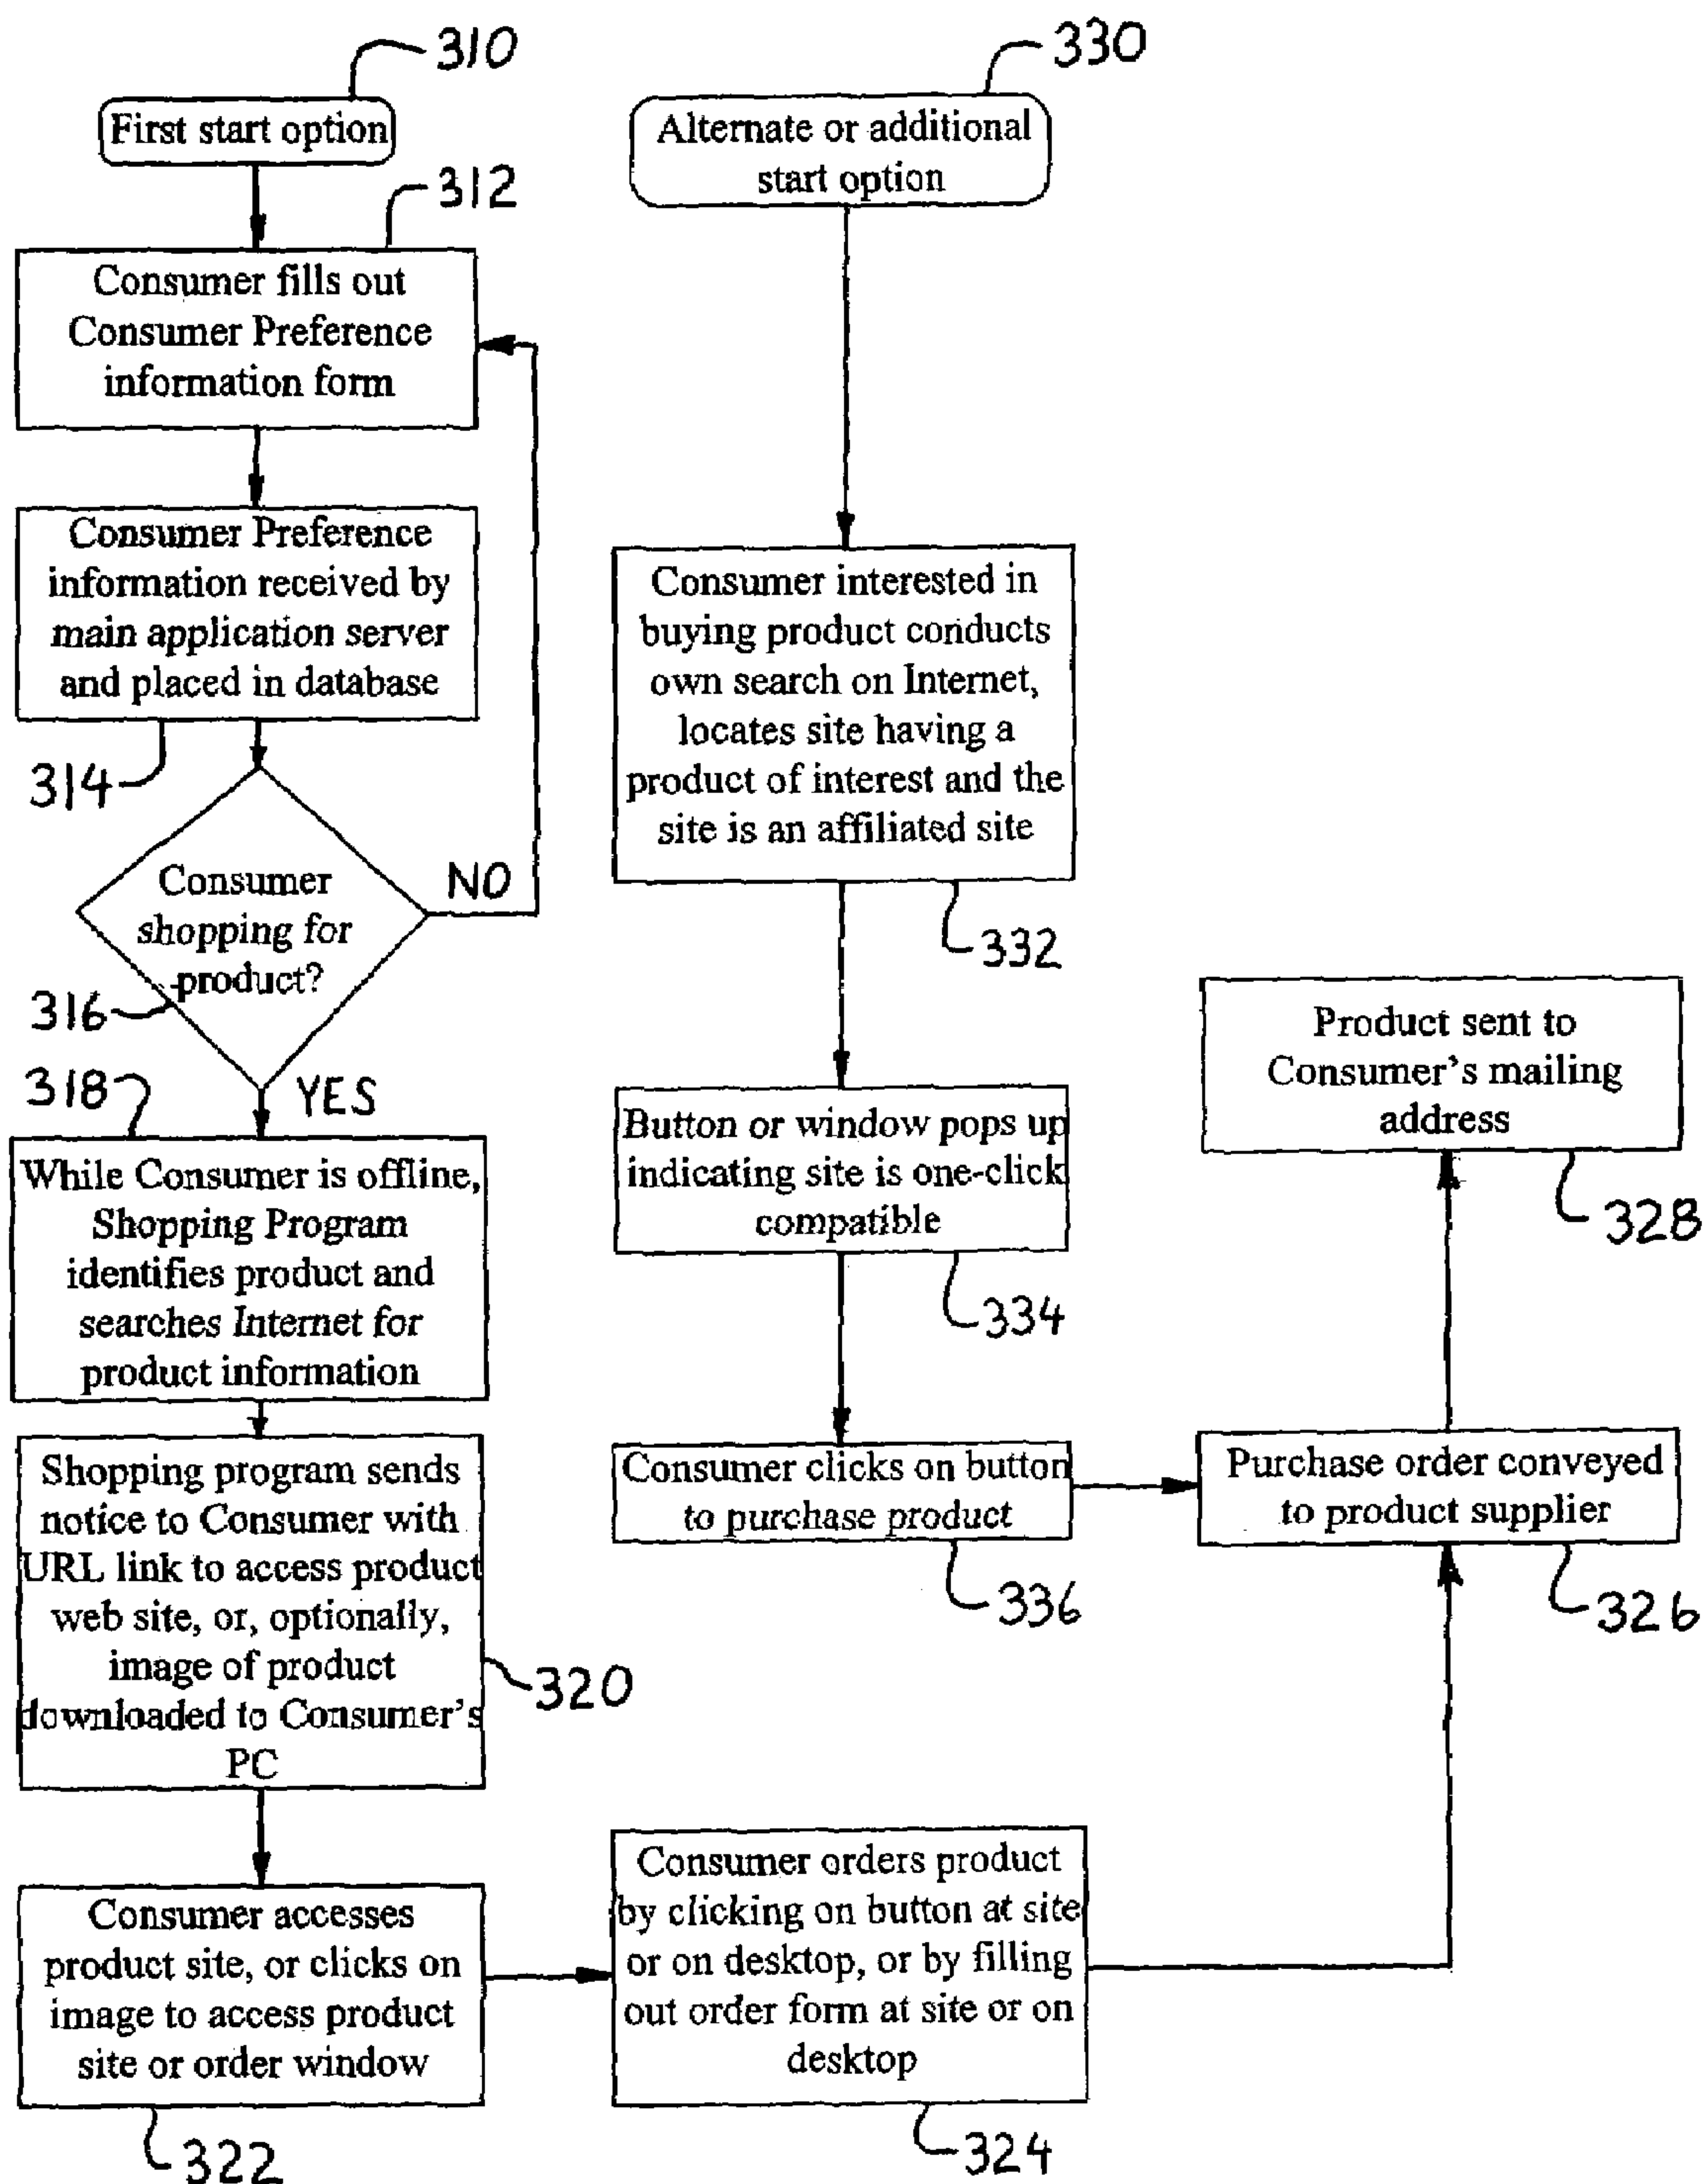 310
First start option
312
Consumer fills out
Consumer Preference
information form
Consumer Preference
information received by
main application server
and placed in database
314
Consumer
shopping for
product?
NO
316
318
YES
While Consumer is offline,
Shopping Program
identifies product and
searches Internet for
product information
Shopping program sends
notice to Consumer with
URL link to access product
web site, or, optionally,
image of product
downloaded to Consumer's
PC
320
Consumer accesses
product site, or clicks on
image to access product
site or order window
322
330
Alternate or additional
start option
Consumer interested in
buying product conducts
own search on Internet,
locates site having a
product of interest and the
site is an affiliated site
332
Button or window pops up
indicating site is one-click
compatible
334
Consumer clicks on button
to purchase product
336
Consumer orders product
by clicking on button at site
or on desktop, or by filling
out order form at site or on
desktop
324
Product sent to
Consumer's mailing
address
328
Purchase order conveyed
to product supplier
326